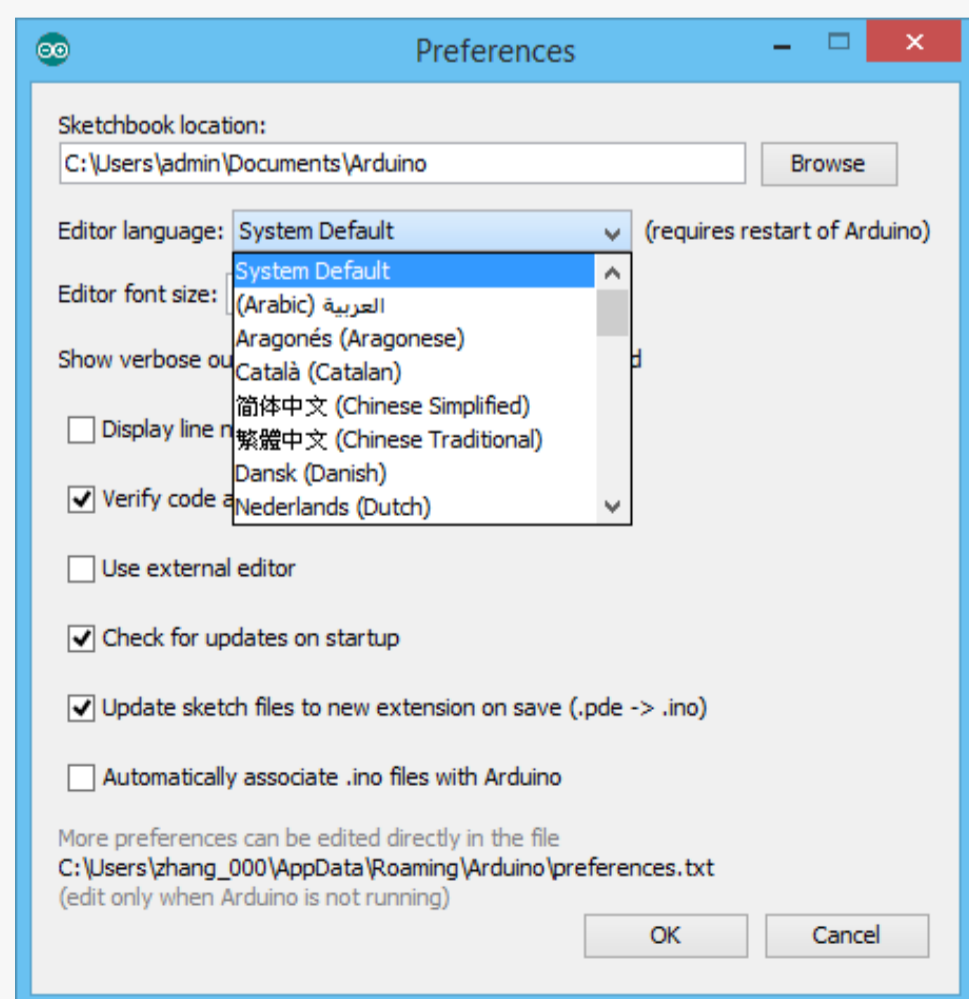 Preferences
Sketchbook location:
C:\Users\admin\Documents\Arduino
Browse
Editor language: System Default (requires restart of Arduino)
System Default
العربية (Arabic)
Editor font size:
Aragonés (Aragonese)
Show verbose
Català (Catalan)
简体中文 (Chinese Simplified)
Display line
繁體中文 (Chinese Traditional)
Dansk (Danish)
Verify code
Nederlands (Dutch)
Use external editor
Check for updates on startup
Update sketch files to new extension on save (.pde -> .ino)
Automatically associate .ino files with Arduino
More preferences can be edited directly in the file
C:\Users\zhang_000\AppData\Roaming\Arduino\preferences.txt
(edit only when Arduino is not running)
OK
Cancel